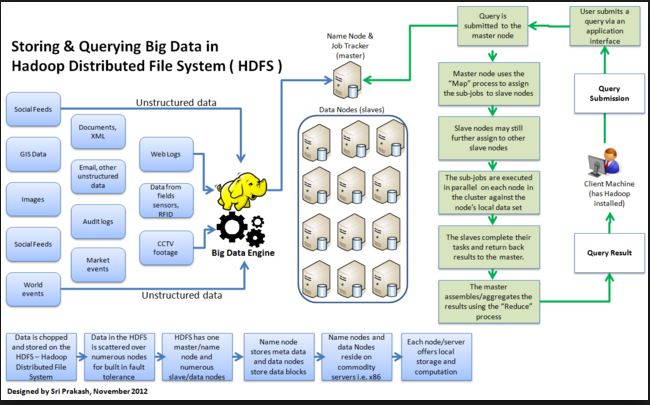 Storing & Querying Big Data in
Hadoop Distributed File System ( HDFS )
Social Feeds
GIS Data
Images
Social Feeds
World
events
Documents,
XML
Email, other
unstructured
data
Audit logs
Market
events
Web Logs
Data from
fields
sensors,
RFID
CCTV
footage
Unstructured data
Unstructured data
Big Data Engine
Name Node &
Job Tracker
(master)
Data Nodes (slaves)
Query is
submitted to the
master node
Master node uses the
"Map" process to assign
the sub-jobs to slave nodes
Slave nodes may still
further assign to other
slave nodes
The sub-jobs are executed
in parallel on each node in
the cluster against the
node's local data set
The slaves complete their
tasks and return back
results to the master.
The master
assembles/aggregates the
results using the "Reduce"
process
User submits a
query via an
application
interface
Query
Submission
Client Machine
(has Hadoop
installed)
Query Result
Data is chopped
and stored on the
HDFS – Hadoop
Distributed File
System
Data in the HDFS
is scattered over
numerous nodes
for built in fault
tolerance
HDFS has one
master/name
node and
numerous
slave/data nodes
Name node
stores meta data
and data nodes
store data blocks
Name nodes and
data Nodes
reside on
commodity
servers i.e. x86
Each node/server
offers local
storage and
computation
Designed by Sri Prakash, November 2012